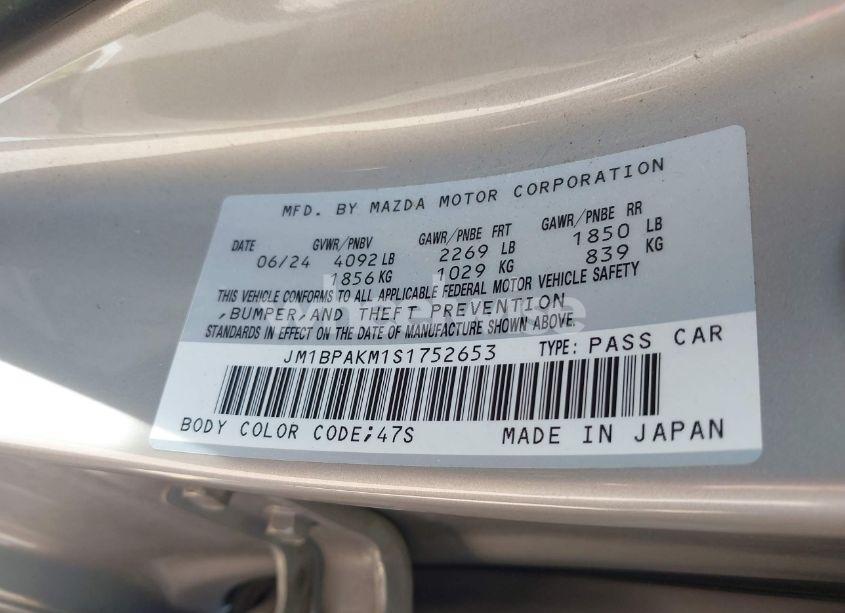 MFD. BY MAZDA MOTOR CORPORATION
DATE GVWR/PNBV GAWR/PNBE FRT GAWR/PNBE RR
06/24 4092 LB 2269 LB 1850 LB
1856 KG 1029 KG 839 KG
THIS VEHICLE CONFORMS TO ALL APPLICABLE FEDERAL MOTOR VEHICLE SAFETY
,BUMPER,AND THEFT PREVENTION
STANDARDS IN EFFECT ON THE DATE OF MANUFACTURE SHOWN ABOVE.
JM1BPAKM1S1752653 TYPE: PASS CAR
BODY COLOR CODE;47S MADE IN JAPAN